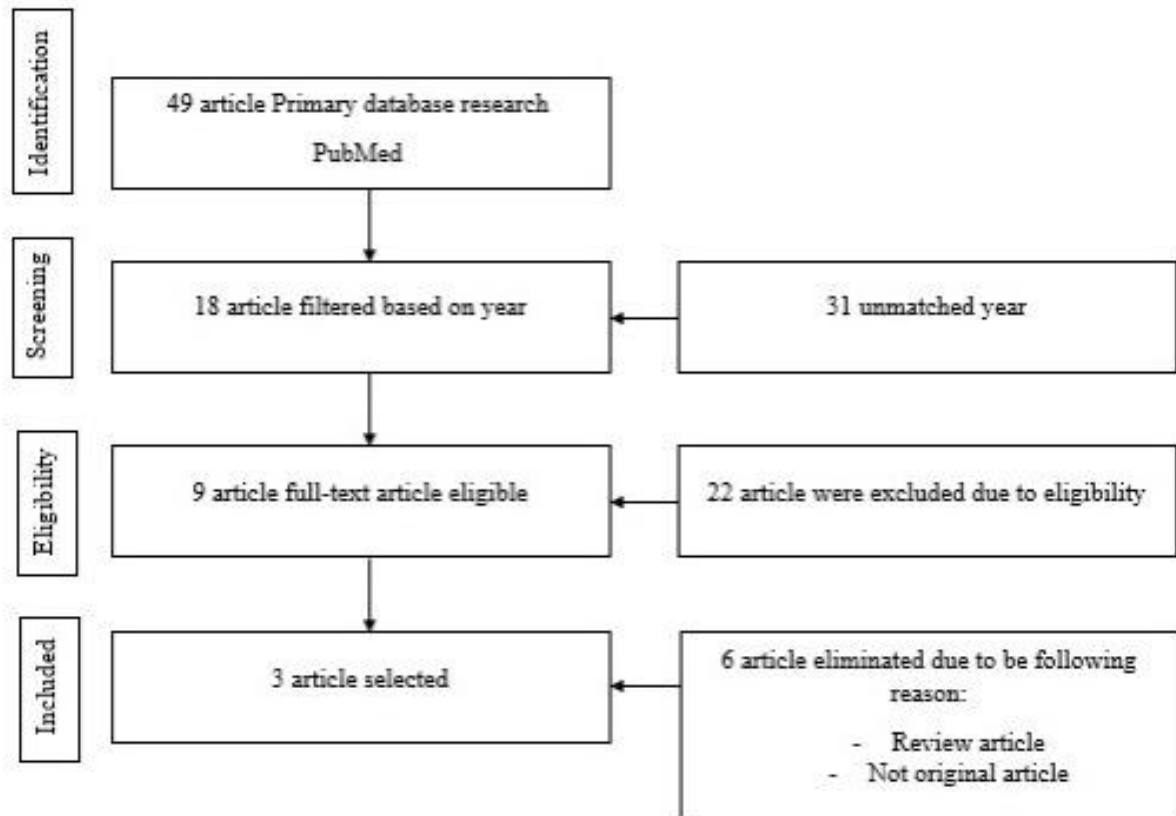 Identification
49 article Primary database research
PubMed
Screening
18 article filtered based on year
31 unmatched year
Eligibility
9 article full-text article eligible
22 article were excluded due to eligibility
Included
3 article selected
6 article eliminated due to be following
reason:
- Review article
- Not original article